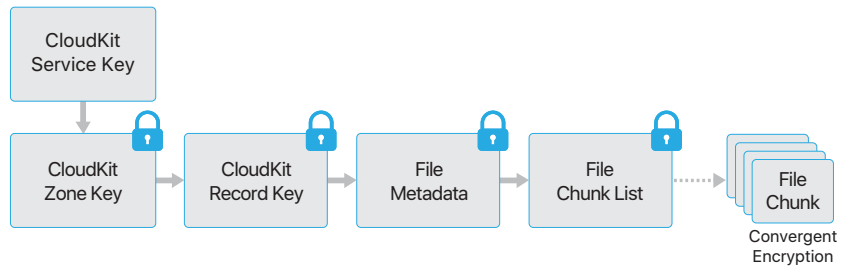 CloudKit
Service Key
CloudKit
Zone Key
CloudKit
Record Key
File
Metadata
File
Chunk List
File
Chunk
Convergent
Encryption